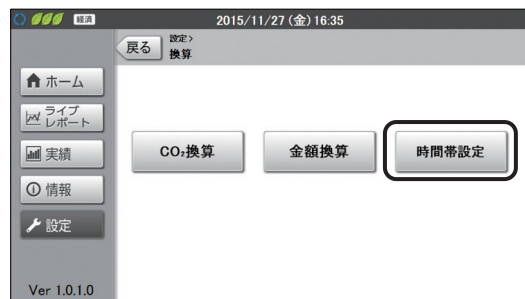 経済
2015/11/27 (金) 16:35
戻る
設定>
換算
ホーム
ライブ
レポート
実績
情報
設定
CO₂換算
金額換算
時間帯設定
Ver 1.0.1.0